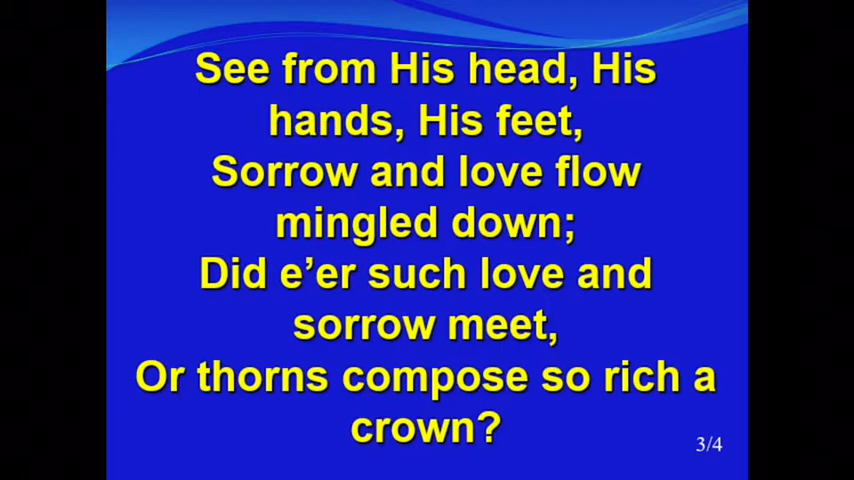 See from His head, His
hands, His feet,
Sorrow and love flow
mingled down;
Did e’er such love and
sorrow meet,
Or thorns compose so rich a
crown?
3/4